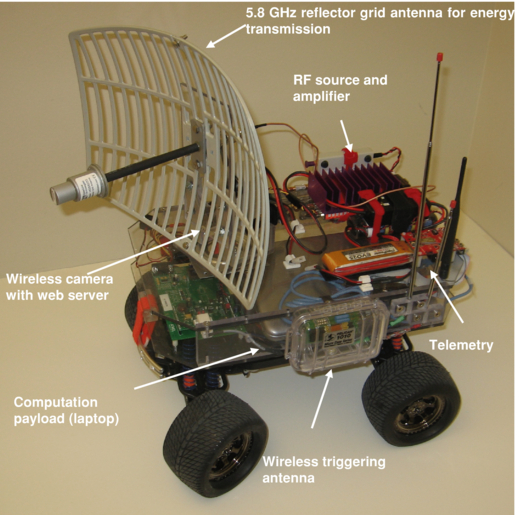 5.8 GHz reflector grid antenna for energy
transmission
RF source and
amplifier
Wireless camera
with web server
Telemetry
Computation
payload (laptop)
Wireless triggering
antenna